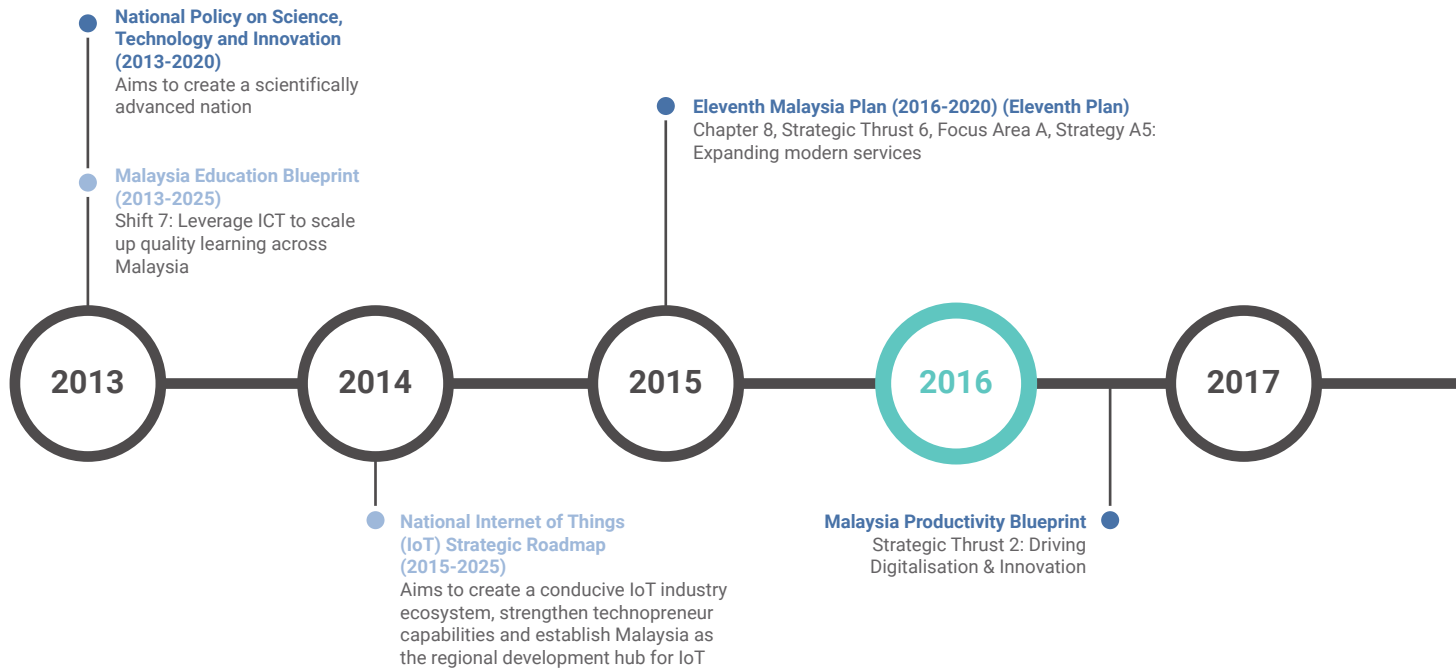 National Policy on Science,
Technology and Innovation
(2013-2020)
Aims to create a scientifically
advanced nation
Malaysia Education Blueprint
(2013-2025)
Shift 7: Leverage ICT to scale
up quality learning across
Malaysia
Eleventh Malaysia Plan (2016-2020) (Eleventh Plan)
Chapter 8, Strategic Thrust 6, Focus Area A, Strategy A5:
Expanding modern services
2013
2014
2015
2016
2017
National Internet of Things
(IoT) Strategic Roadmap
(2015-2025)
Aims to create a conducive IoT industry
ecosystem, strengthen technopreneur
capabilities and establish Malaysia as
the regional development hub for IoT
Malaysia Productivity Blueprint
Strategic Thrust 2: Driving
Digitalisation & Innovation